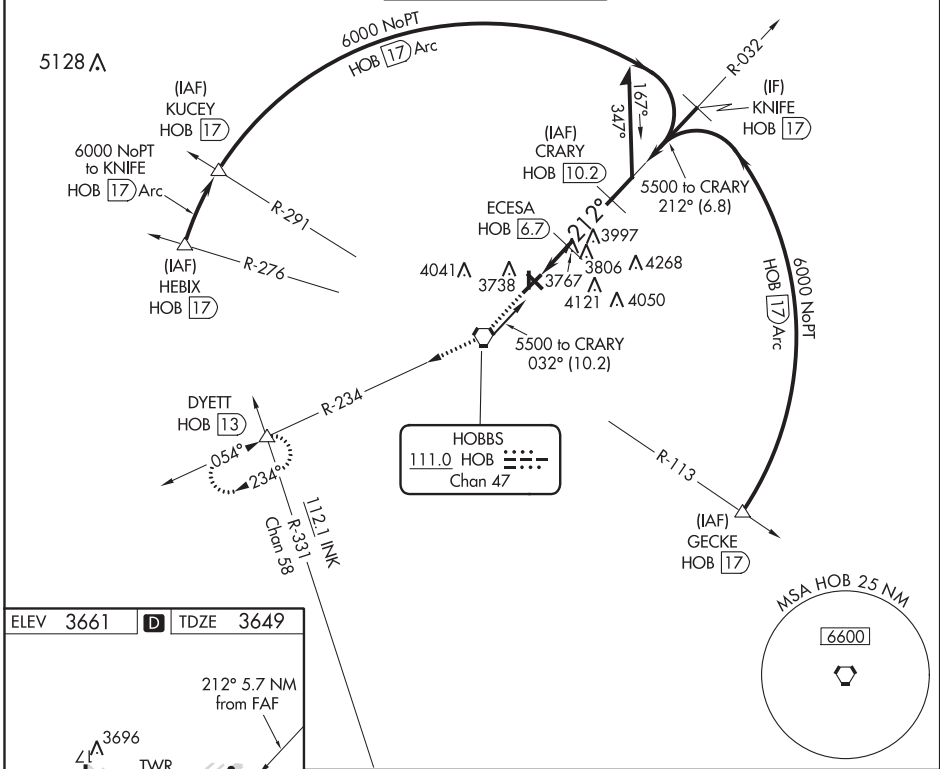 6000 NoPT
HOB 17 Arc
5128
R-032
(IAF)
KUCEY
HOB 17
(IF)
KNIFE
HOB 17
167°
347°
(IAF)
CRARY
HOB 10.2
6000 NoPT
to KNIFE
HOB 17 Arc
5500 to CRARY
212° (6.8)
R-291
ECESA
HOB 6.7
212°
3997
(IAF)
HEBIX
HOB 17
R-276
4041
3738
3767
3806
4268
4121
4050
6000 NoPT
HOB 17 Arc
5500 to CRARY
032° (10.2)
R-234
DYETT
HOB 13
054°
234°
HOBBS
111.0 HOB
Chan 47
R-113
112.1 INK
R-331
Chan 58
(IAF)
GECKE
HOB 17
MSA HOB 25 NM
6600
ELEV 3661 D TDZE 3649
212° 5.7 NM
from FAF
3696
TWR